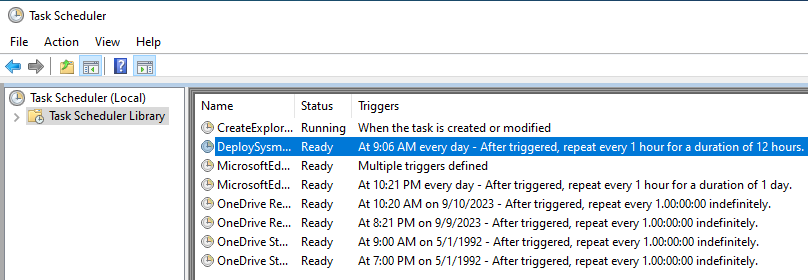 Task Scheduler
File Action View Help
Task Scheduler (Local)
Task Scheduler Library
Name Status Triggers
CreateExplor... Running When the task is created or modified
DeploySysm... Ready At 9:06 AM every day - After triggered, repeat every 1 hour for a duration of 12 hours.
MicrosoftEd... Ready Multiple triggers defined
MicrosoftEd... Ready At 10:21 PM every day - After triggered, repeat every 1 hour for a duration of 1 day.
OneDrive Re... Ready At 10:20 AM on 9/10/2023 - After triggered, repeat every 1.00:00:00 indefinitely.
OneDrive Re... Ready At 8:21 PM on 9/9/2023 - After triggered, repeat every 1.00:00:00 indefinitely.
OneDrive St... Ready At 9:00 AM on 5/1/1992 - After triggered, repeat every 1.00:00:00 indefinitely.
OneDrive St... Ready At 7:00 PM on 5/1/1992 - After triggered, repeat every 1.00:00:00 indefinitely.